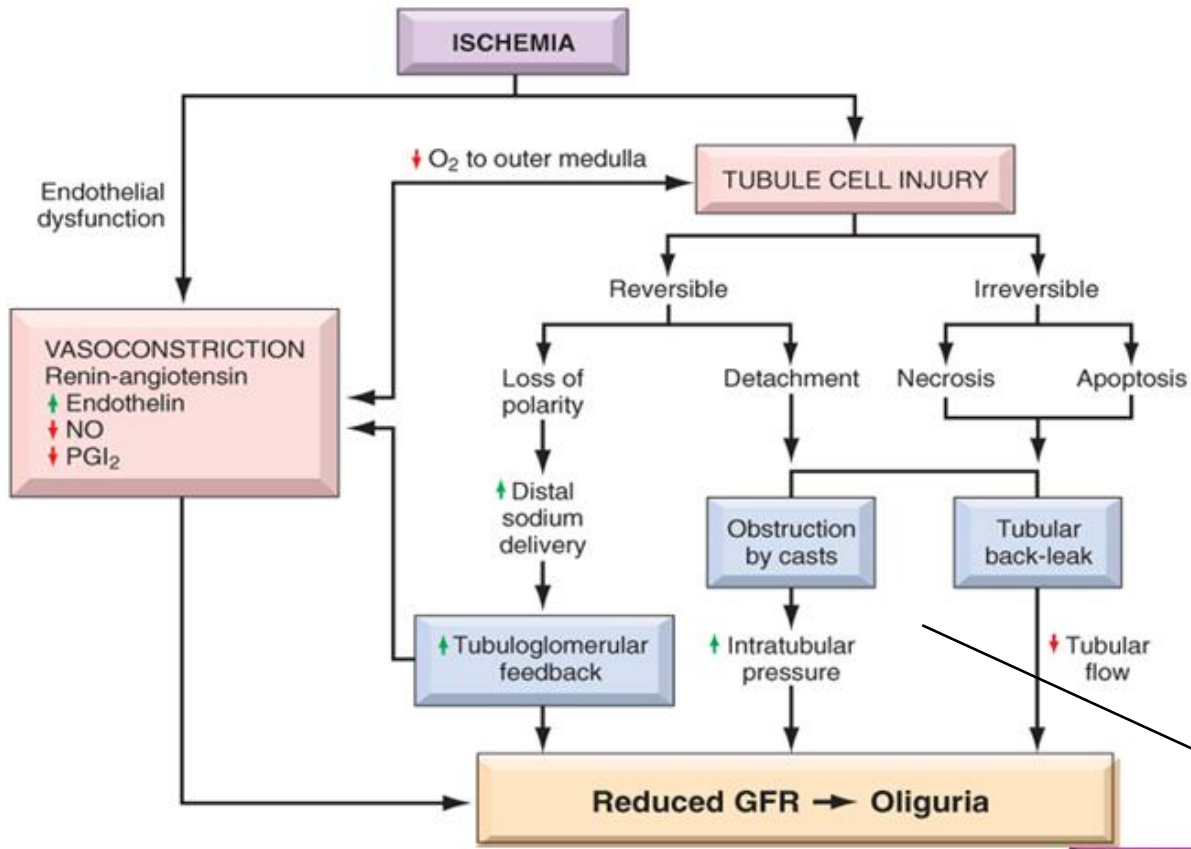 ISCHEMIA
↓ O₂ to outer medulla
TUBULE CELL INJURY
Endothelial
dysfunction
Reversible
Irreversible
VASOCONSTRICTION
Renin-angiotensin
↑ Endothelin
↓ NO
↓ PGI₂
Loss of
polarity
Detachment
Necrosis
Apoptosis
↑ Distal
sodium
delivery
Obstruction
by casts
Tubular
back-leak
↑ Tubuloglomerular
feedback
↑ Intratubular
pressure
↓ Tubular
flow
Reduced GFR → Oliguria